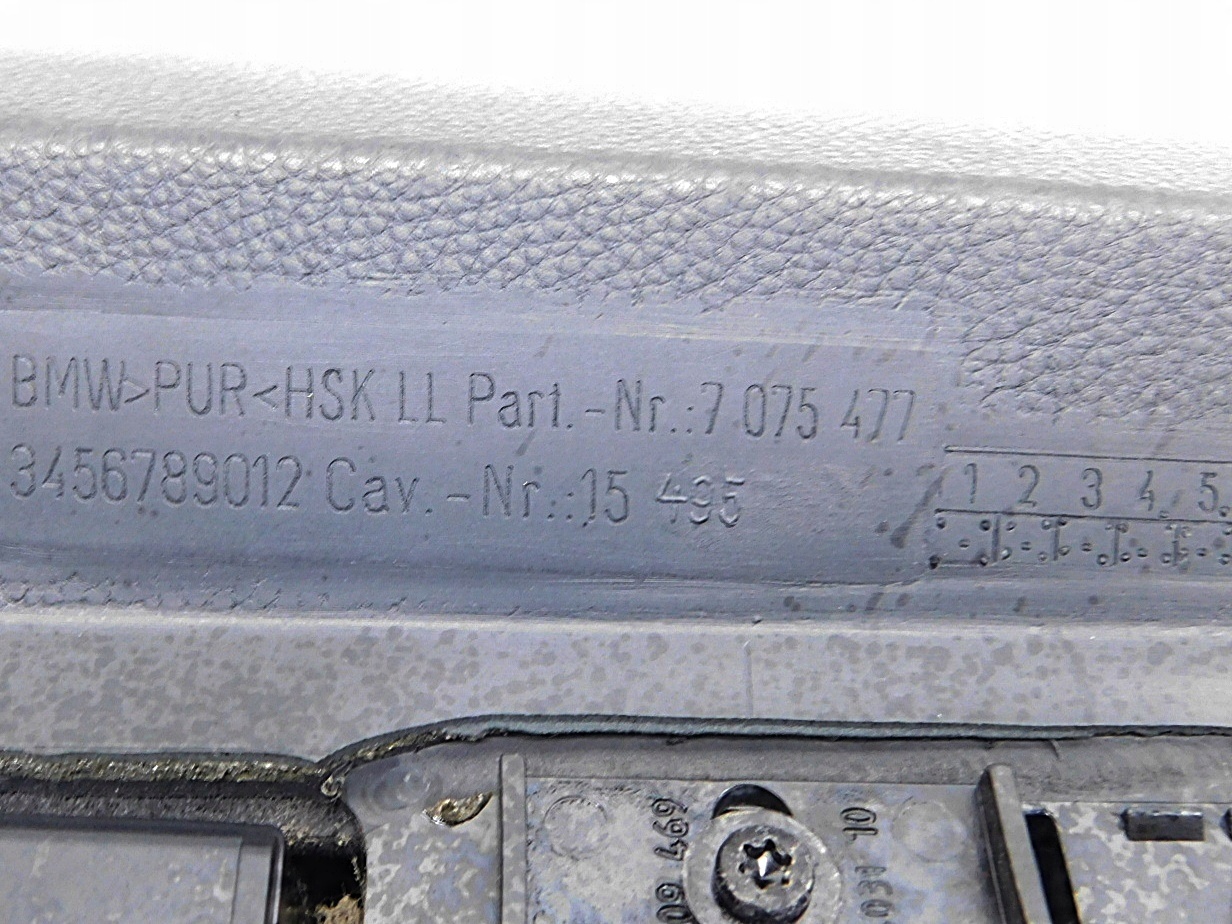 BMW>PUR<HSK LL Part.-Nr.:7 075 477
3456789012 Cav.-Nr.:15 495
1 2 3 4 5